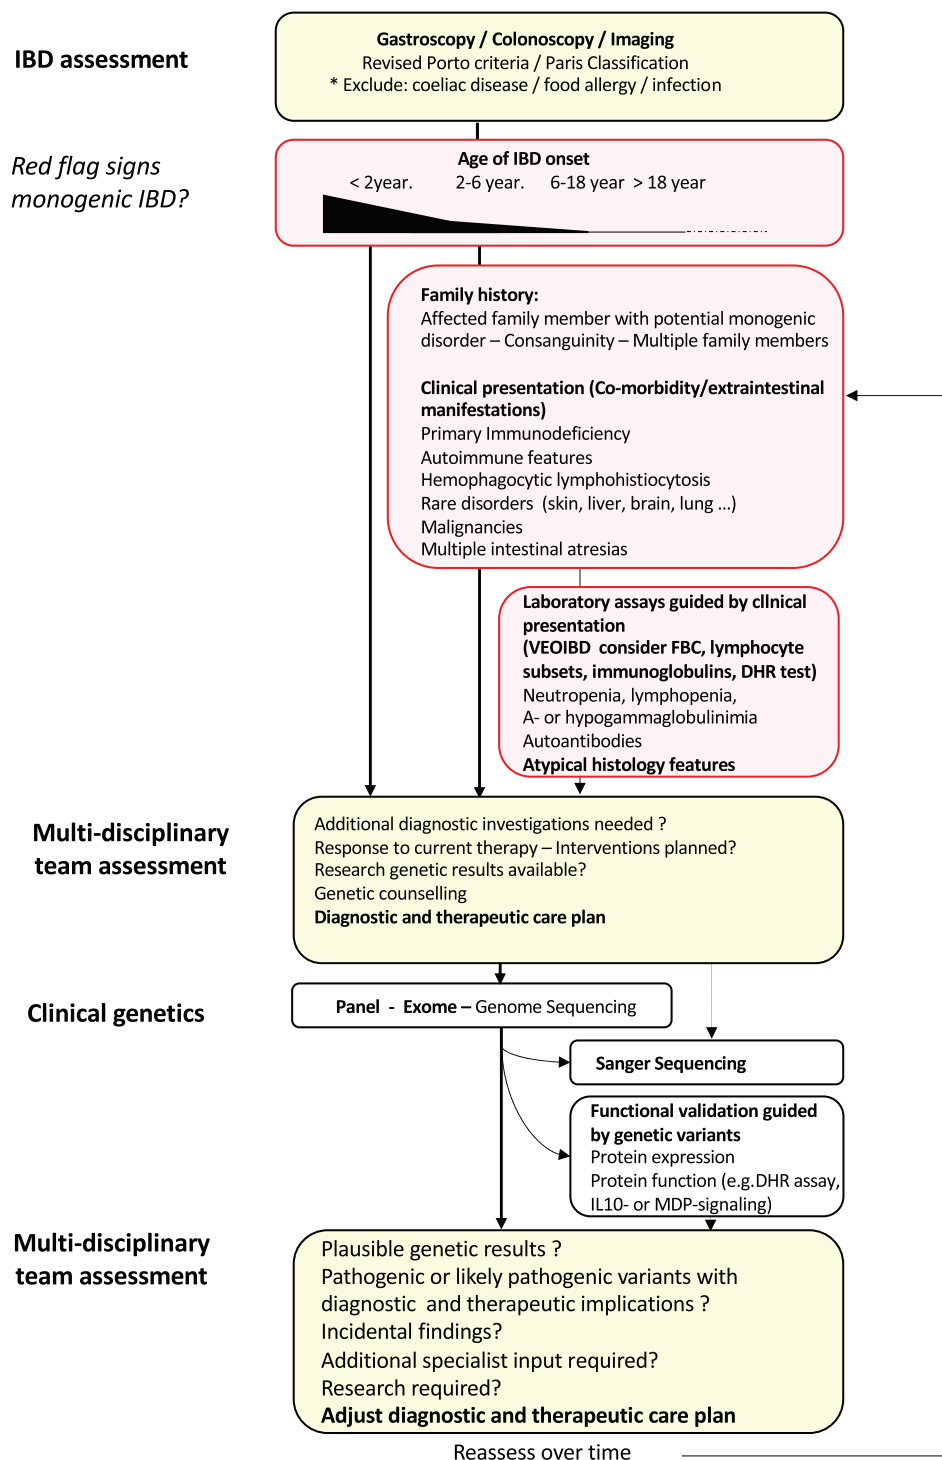 IBD assessment
Gastroscopy / Colonoscopy / Imaging
Revised Porto criteria / Paris Classification
* Exclude: coeliac disease / food allergy / infection
Red flag signs
monogenic IBD?
Age of IBD onset
< 2year. 2-6 year. 6-18 year > 18 year
Family history:
Affected family member with potential monogenic
disorder – Consanguinity – Multiple family members
Clinical presentation (Co-morbidity/extraintestinal
manifestations)
Primary Immunodeficiency
Autoimmune features
Hemophagocytic lymphohistiocytosis
Rare disorders (skin, liver, brain, lung ...)
Malignancies
Multiple intestinal atresias
Laboratory assays guided by clInical
presentation
(VEOIBD consider FBC, lymphocyte
subsets, immunoglobulins, DHR test)
Neutropenia, lymphopenia,
A- or hypogammaglobulinimia
Autoantibodies
Atypical histology features
Multi-disciplinary
team assessment
Additional diagnostic investigations needed ?
Response to current therapy – Interventions planned?
Research genetic results available?
Genetic counselling
Diagnostic and therapeutic care plan
Clinical genetics
Panel - Exome – Genome Sequencing
Sanger Sequencing
Functional validation guided
by genetic variants
Protein expression
Protein function (e.g.DHR assay,
IL10- or MDP-signaling)
Multi-disciplinary
team assessment
Plausible genetic results ?
Pathogenic or likely pathogenic variants with
diagnostic and therapeutic implications ?
Incidental findings?
Additional specialist input required?
Research required?
Adjust diagnostic and therapeutic care plan
Reassess over time